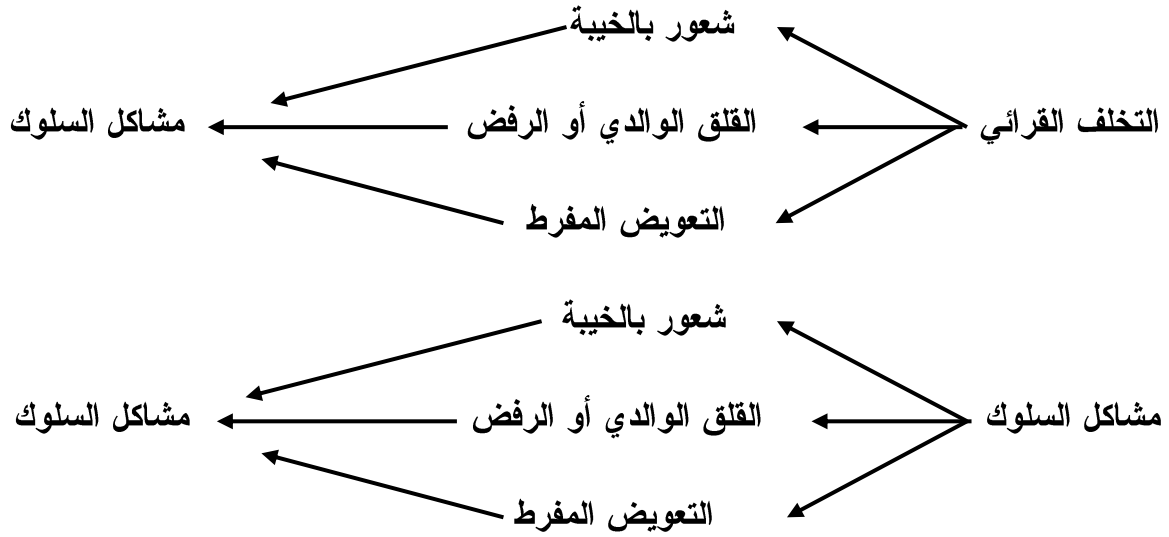 شعور بالخيبة
التخلف القرائي القلق الوالدي أو الرفض مشاكل السلوك
التعويض المفرط
شعور بالخيبة
مشاكل السلوك القلق الوالدي أو الرفض مشاكل السلوك
التعويض المفرط